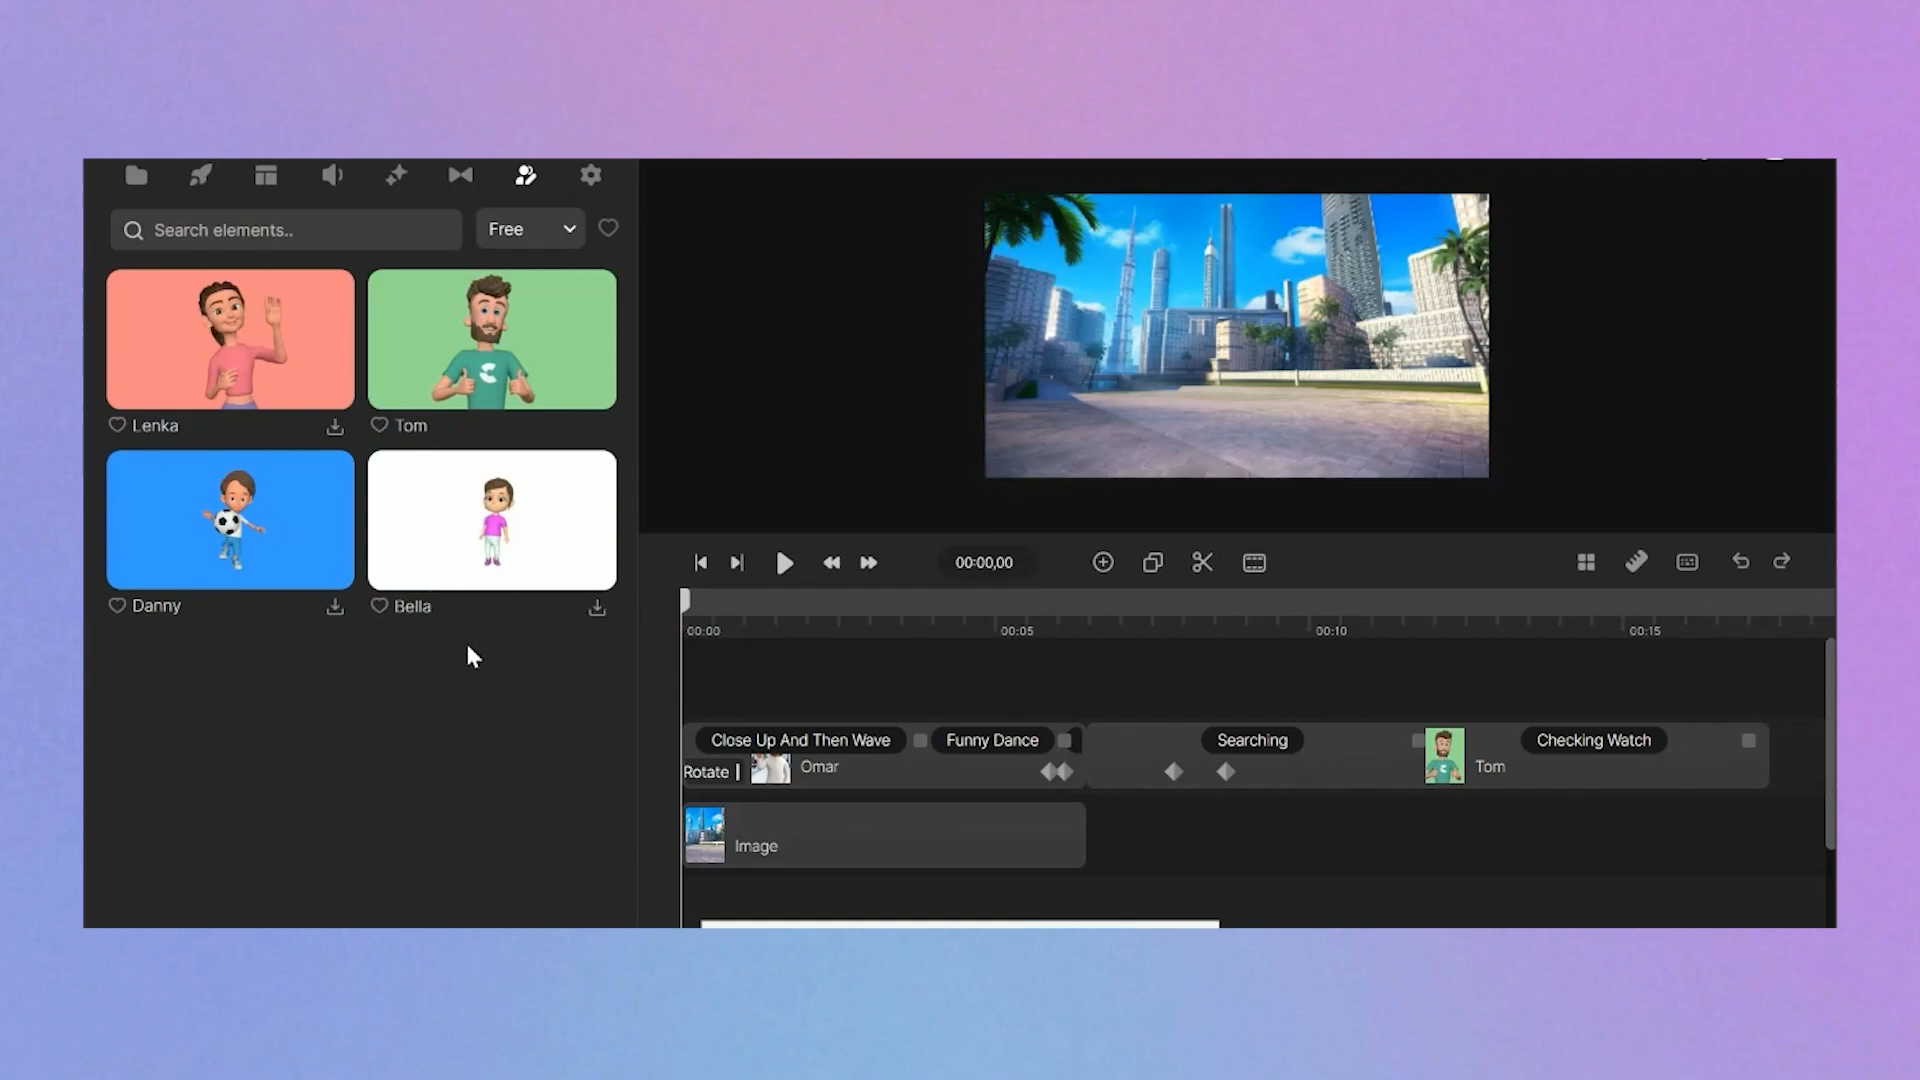 Search elements..
Free
Lenka
Tom
Danny
Bella
00:00,00
00:00
00:05
00:10
00:15
Close Up And Then Wave
Funny Dance
Searching
Checking Watch
Rotate
Omar
Tom
Image